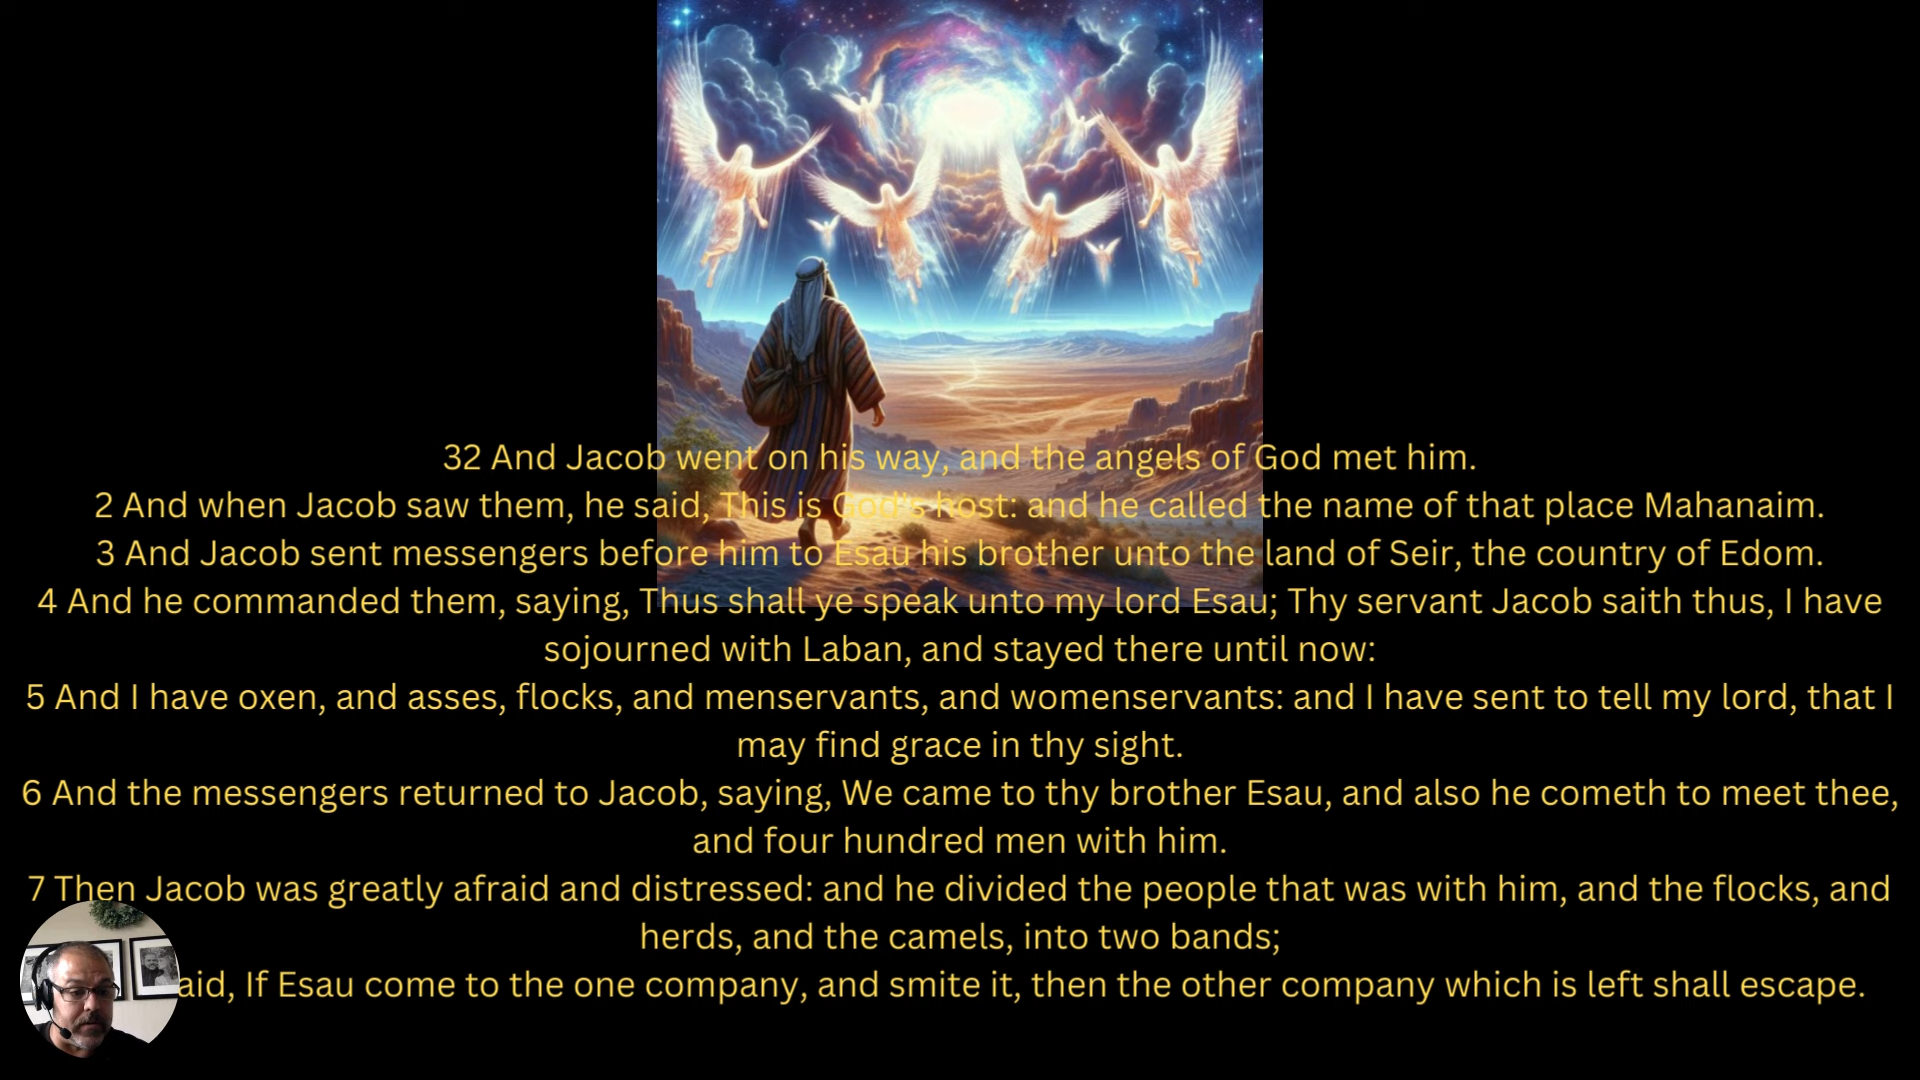 32 And Jacob went on his way, and the angels of God met him.
2 And when Jacob saw them, he said, This is God's host: and he called the name of that place Mahanaim.
3 And Jacob sent messengers before him to Esau his brother unto the land of Seir, the country of Edom.
4 And he commanded them, saying, Thus shall ye speak unto my lord Esau; Thy servant Jacob saith thus, I have
sojourned with Laban, and stayed there until now:
5 And I have oxen, and asses, flocks, and menservants, and womenservants: and I have sent to tell my lord, that I
may find grace in thy sight.
6 And the messengers returned to Jacob, saying, We came to thy brother Esau, and also he cometh to meet thee,
and four hundred men with him.
7 Then Jacob was greatly afraid and distressed: and he divided the people that was with him, and the flocks, and
herds, and the camels, into two bands;
aid, If Esau come to the one company, and smite it, then the other company which is left shall escape.